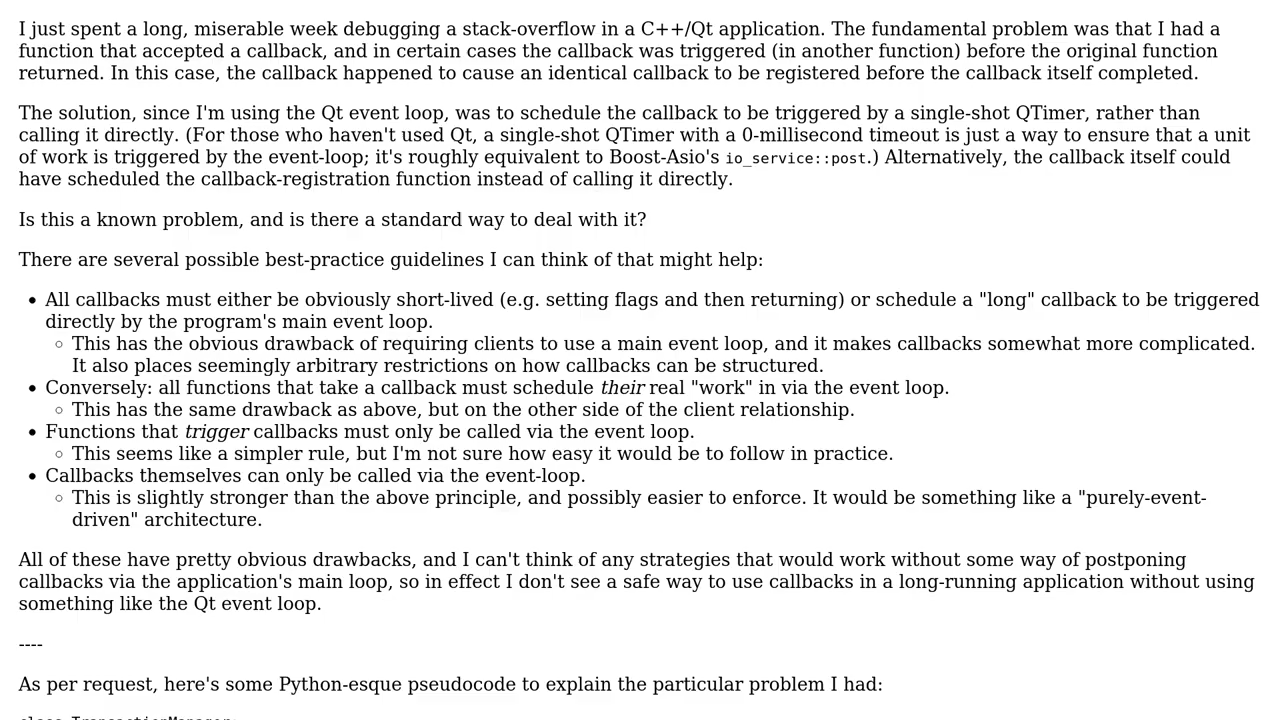 I just spent a long, miserable week debugging a stack-overflow in a C++/Qt application. The fundamental problem was that I had a
function that accepted a callback, and in certain cases the callback was triggered (in another function) before the original function
returned. In this case, the callback happened to cause an identical callback to be registered before the callback itself completed.
The solution, since I'm using the Qt event loop, was to schedule the callback to be triggered by a single-shot QTimer, rather than
calling it directly. (For those who haven't used Qt, a single-shot QTimer with a 0-millisecond timeout is just a way to ensure that a unit
of work is triggered by the event-loop; it's roughly equivalent to Boost-Asio's io_service::post.) Alternatively, the callback itself could
have scheduled the callback-registration function instead of calling it directly.
Is this a known problem, and is there a standard way to deal with it?
There are several possible best-practice guidelines I can think of that might help:
• All callbacks must either be obviously short-lived (e.g. setting flags and then returning) or schedule a "long" callback to be triggered
directly by the program's main event loop.
◦ This has the obvious drawback of requiring clients to use a main event loop, and it makes callbacks somewhat more complicated.
It also places seemingly arbitrary restrictions on how callbacks can be structured.
• Conversely: all functions that take a callback must schedule their real "work" in via the event loop.
◦ This has the same drawback as above, but on the other side of the client relationship.
• Functions that trigger callbacks must only be called via the event loop.
◦ This seems like a simpler rule, but I'm not sure how easy it would be to follow in practice.
• Callbacks themselves can only be called via the event-loop.
◦ This is slightly stronger than the above principle, and possibly easier to enforce. It would be something like a "purely-event-
driven" architecture.
All of these have pretty obvious drawbacks, and I can't think of any strategies that would work without some way of postponing
callbacks via the application's main loop, so in effect I don't see a safe way to use callbacks in a long-running application without using
something like the Qt event loop.
----
As per request, here's some Python-esque pseudocode to explain the particular problem I had: